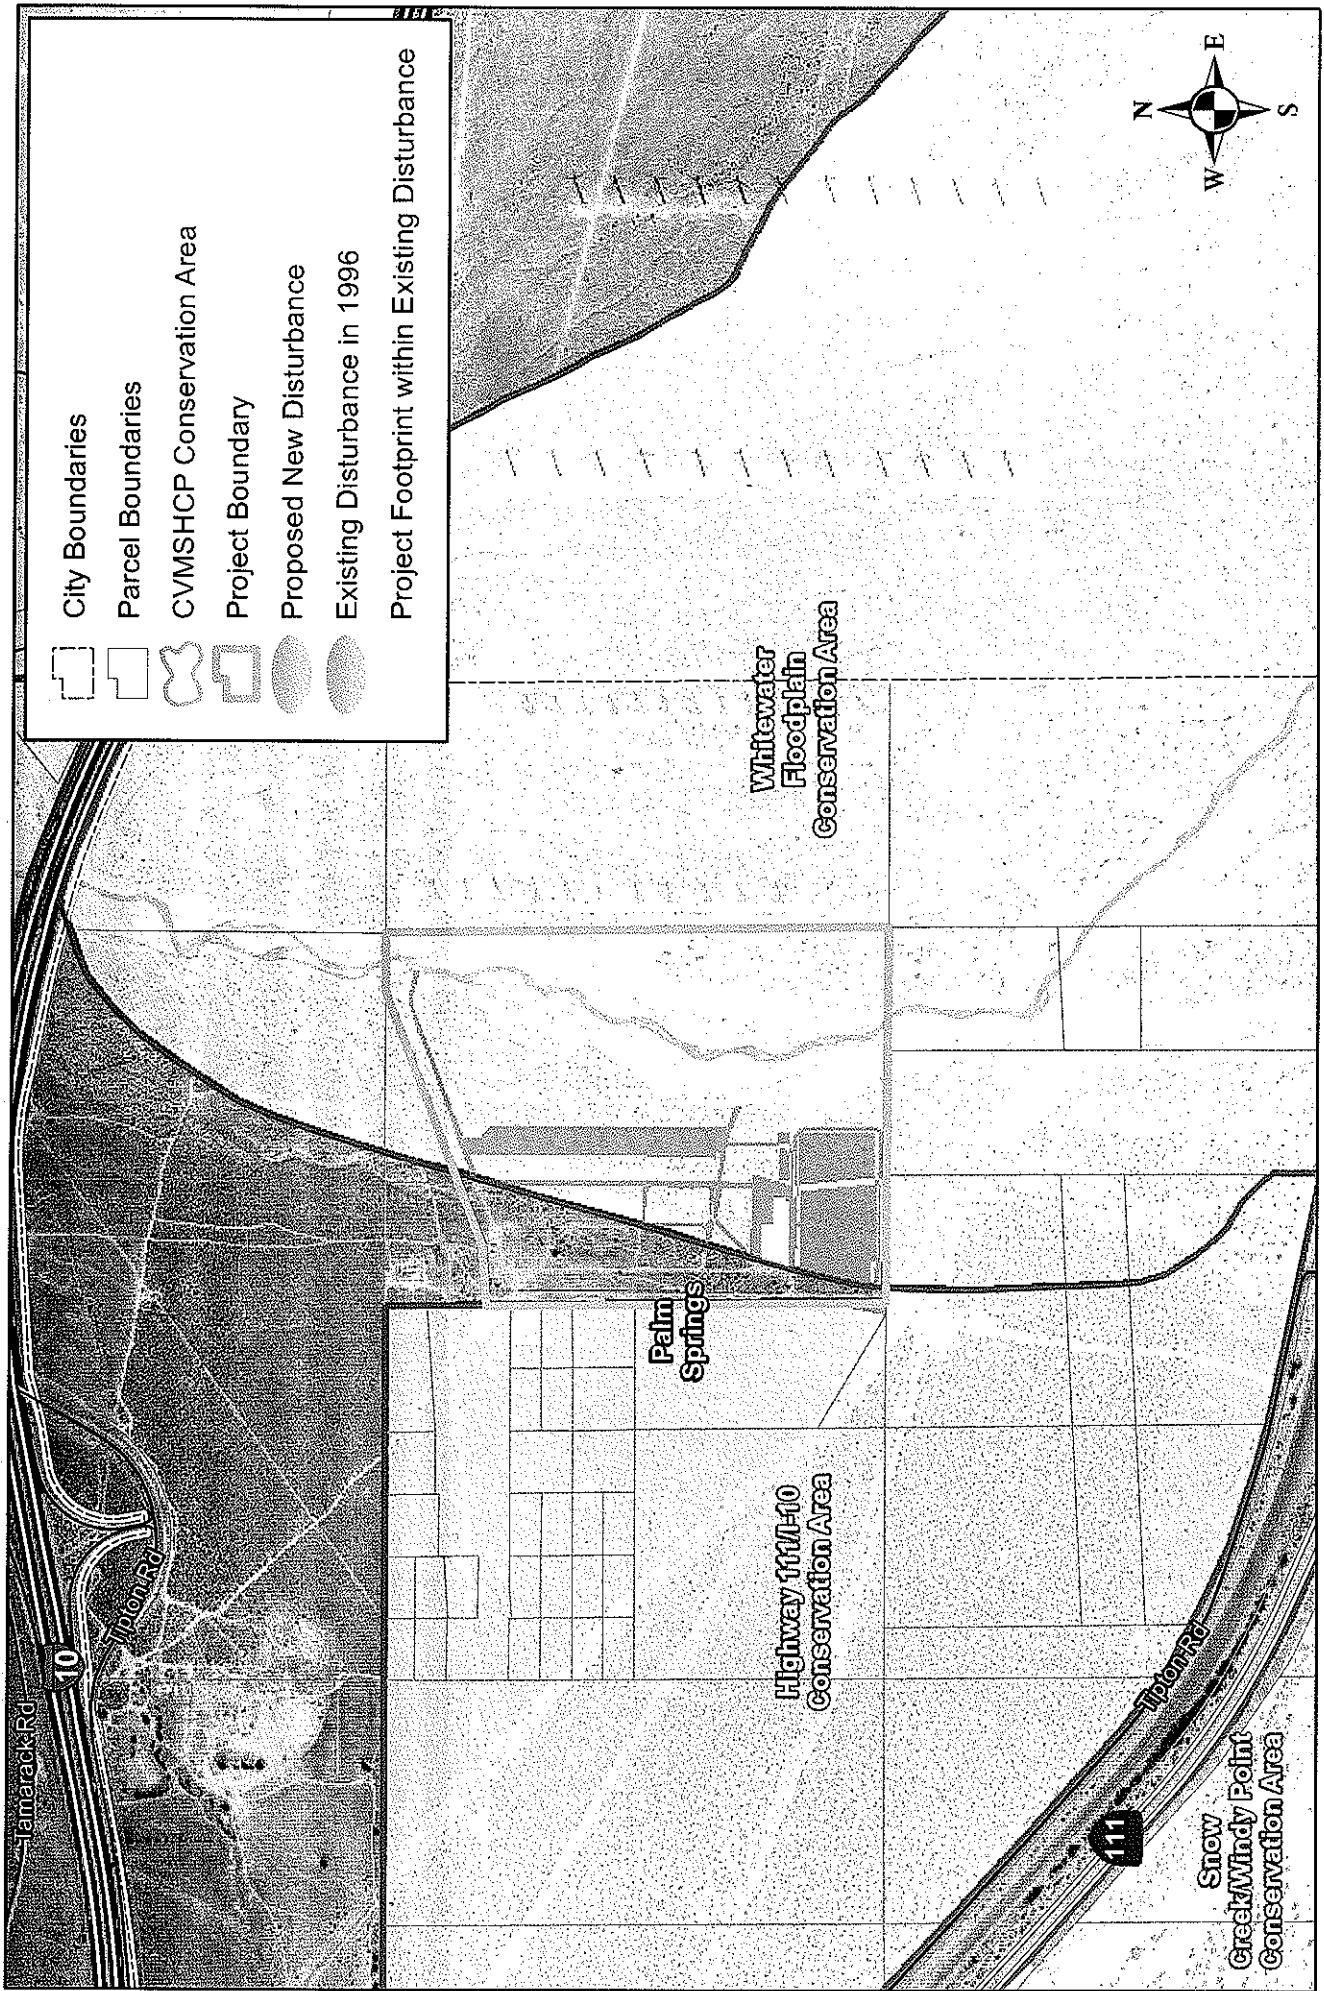 City Boundaries
Parcel Boundaries
CVMSHCP Conservation Area
Project Boundary
Proposed New Disturbance
Existing Disturbance in 1996
Project Footprint within Existing Disturbance
Tamarack Rd
10
Tipton Rd
Palm
Springs
Whitewater
Floodplain
Conservation Area
Highway 111/I-10
Conservation Area
Tipton Rd
111
Snow
Creek/Windy Point
Conservation Area
N
W
E
S